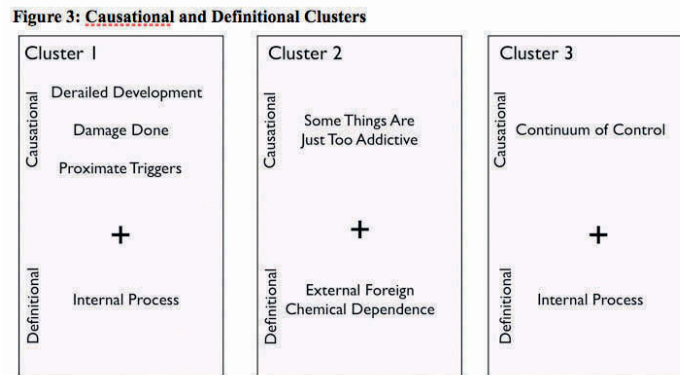 Figure 3: Causational and Definitional Clusters
Cluster 1
Causational
Derailed Development
Damage Done
Proximate Triggers
+
Definitional
Internal Process
Cluster 2
Causational
Some Things Are
Just Too Addictive
+
Definitional
External Foreign
Chemical Dependence
Cluster 3
Causational
Continuum of Control
+
Definitional
Internal Process